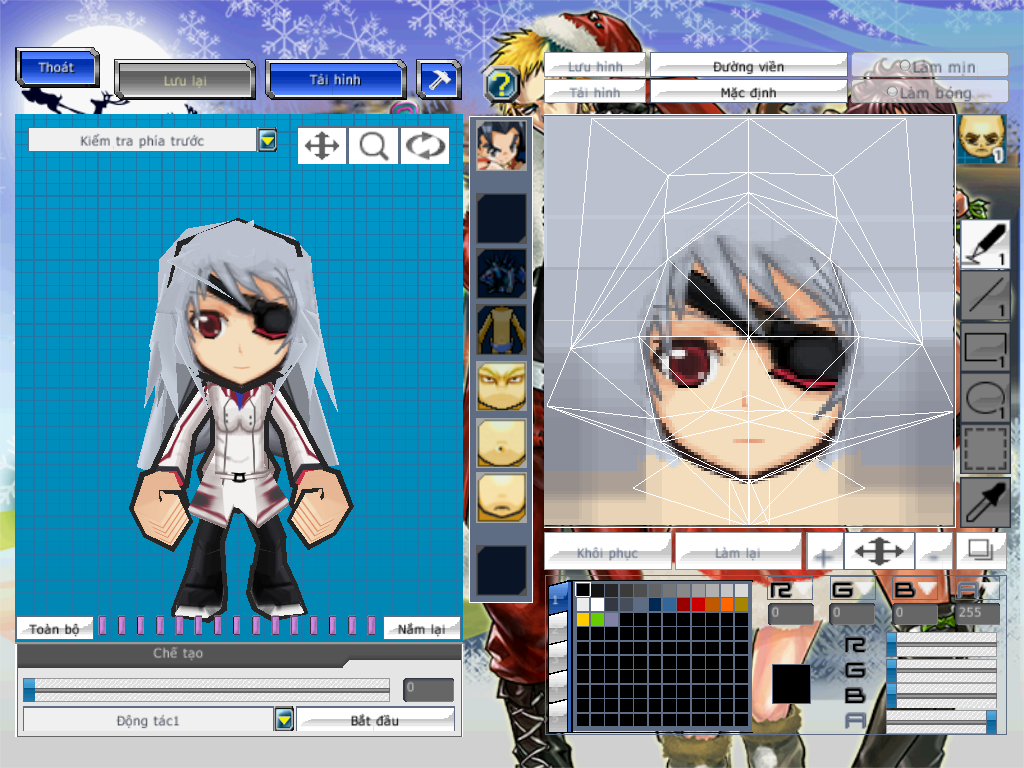 Thoát
Lưu lại
Tải hình
?
Lưu hình
Đường viền
Làm mịn
Tải hình
Mặc định
Làm bóng
Kiểm tra phía trước
1
1
1
1
1
Toàn bộ
Nắm lại
Khôi phục
Làm lại
+
-
Chế tạo
0
Động tác1
Bắt đầu
1
R
G
B
A
0
0
0
255
R
G
B
A